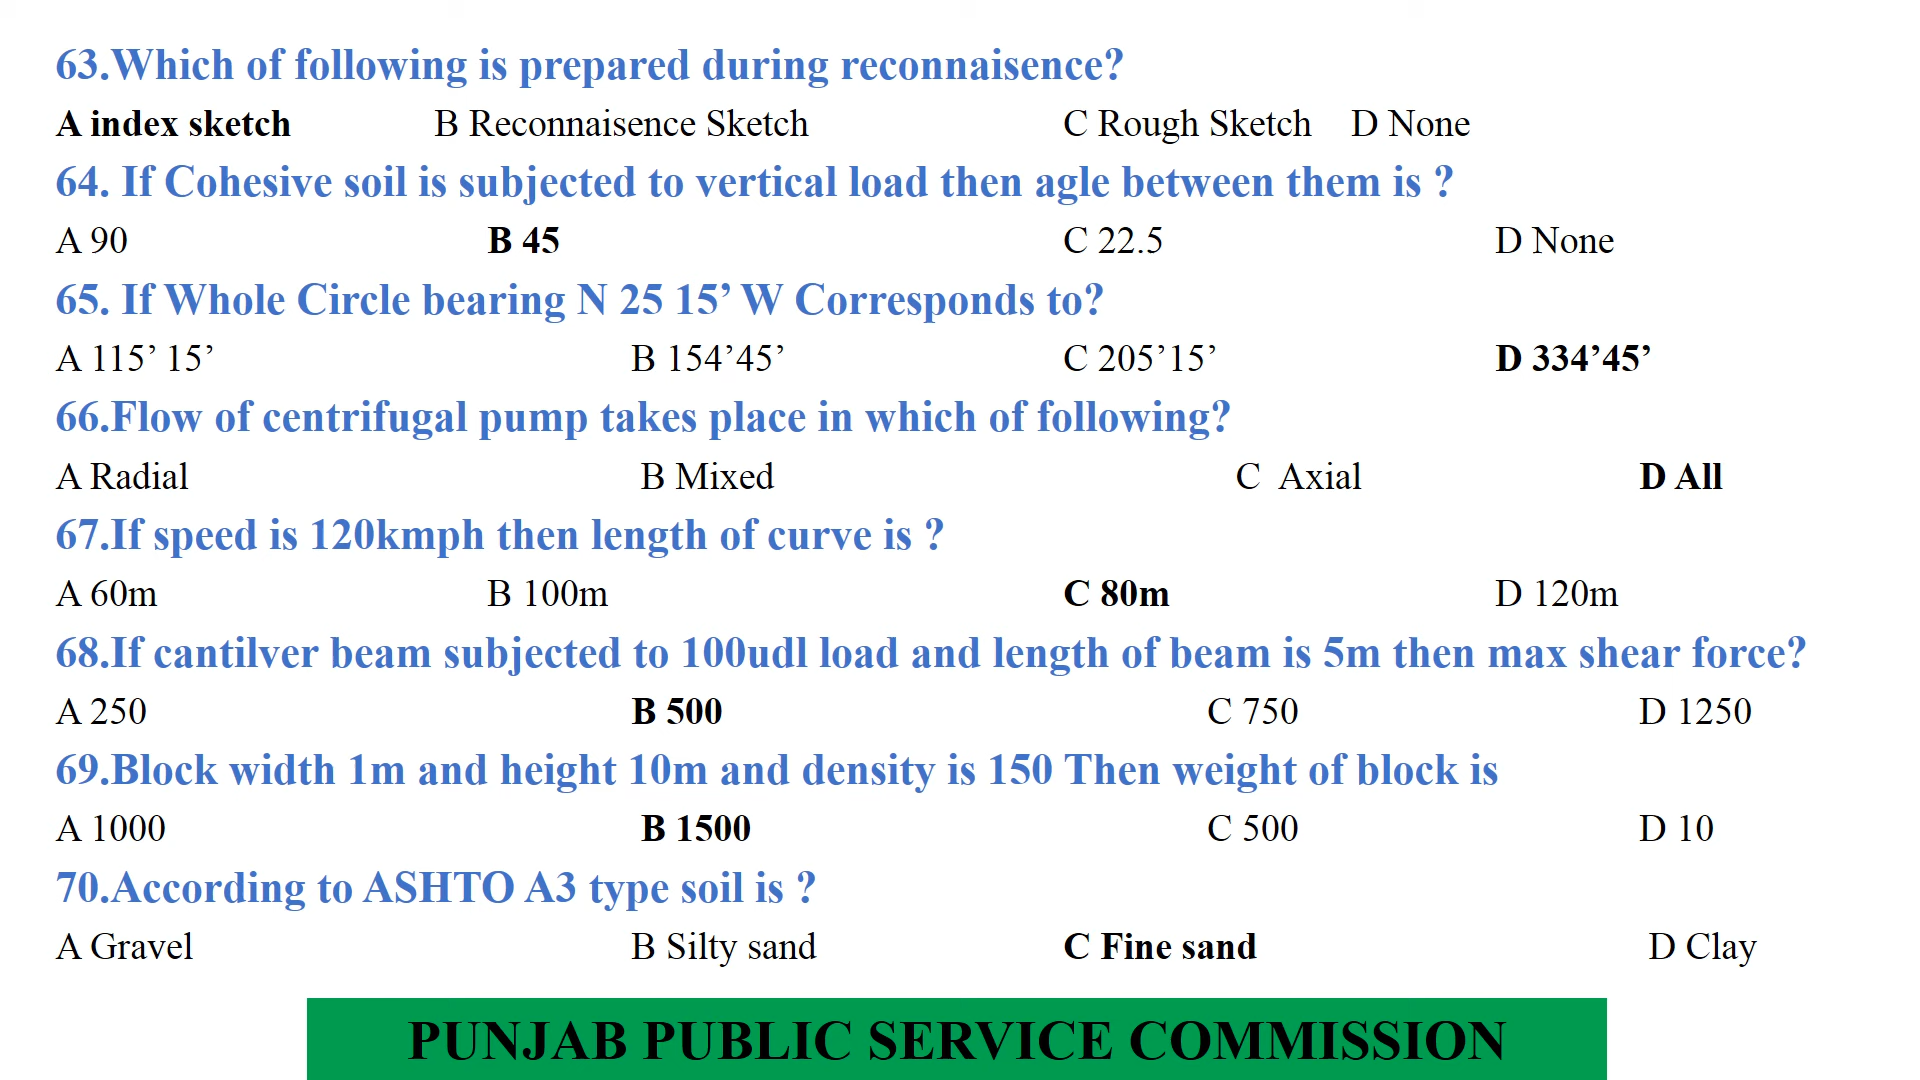 63.Which of following is prepared during reconnaisence?
A index sketch B Reconnaisence Sketch C Rough Sketch D None
64. If Cohesive soil is subjected to vertical load then agle between them is ?
A 90 B 45 C 22.5 D None
65. If Whole Circle bearing N 25 15’ W Corresponds to?
A 115’ 15’ B 154’45’ C 205’15’ D 334’45’
66.Flow of centrifugal pump takes place in which of following?
A Radial B Mixed C Axial D All
67.If speed is 120kmph then length of curve is ?
A 60m B 100m C 80m D 120m
68.If cantilver beam subjected to 100udl load and length of beam is 5m then max shear force?
A 250 B 500 C 750 D 1250
69.Block width 1m and height 10m and density is 150 Then weight of block is
A 1000 B 1500 C 500 D 10
70.According to ASHTO A3 type soil is ?
A Gravel B Silty sand C Fine sand D Clay
PUNJAB PUBLIC SERVICE COMMISSION